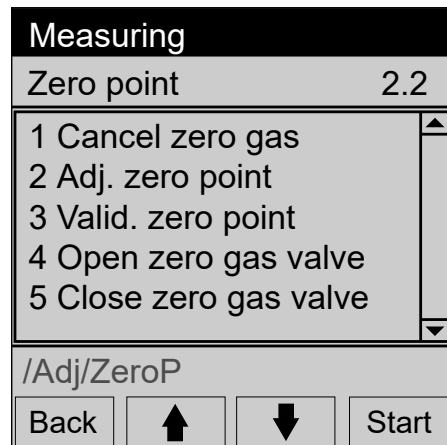 Measuring
Zero point 2.2
1 Cancel zero gas
2 Adj. zero point
3 Valid. zero point
4 Open zero gas valve
5 Close zero gas valve
/Adj/ZeroP
Back Start